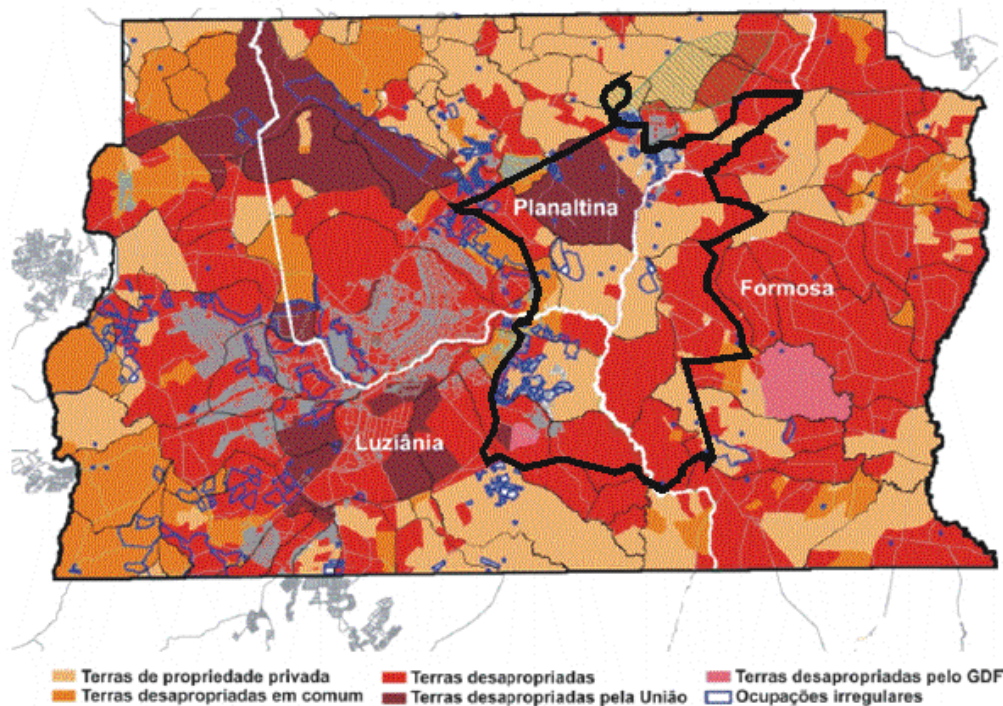 Planaltina
Formosa
Luziânia
Terras de propriedade privada
Terras desapropriadas
Terras desapropriadas pelo GDF
Terras desapropriadas em comum
Terras desapropriadas pela União
Ocupações irregulares